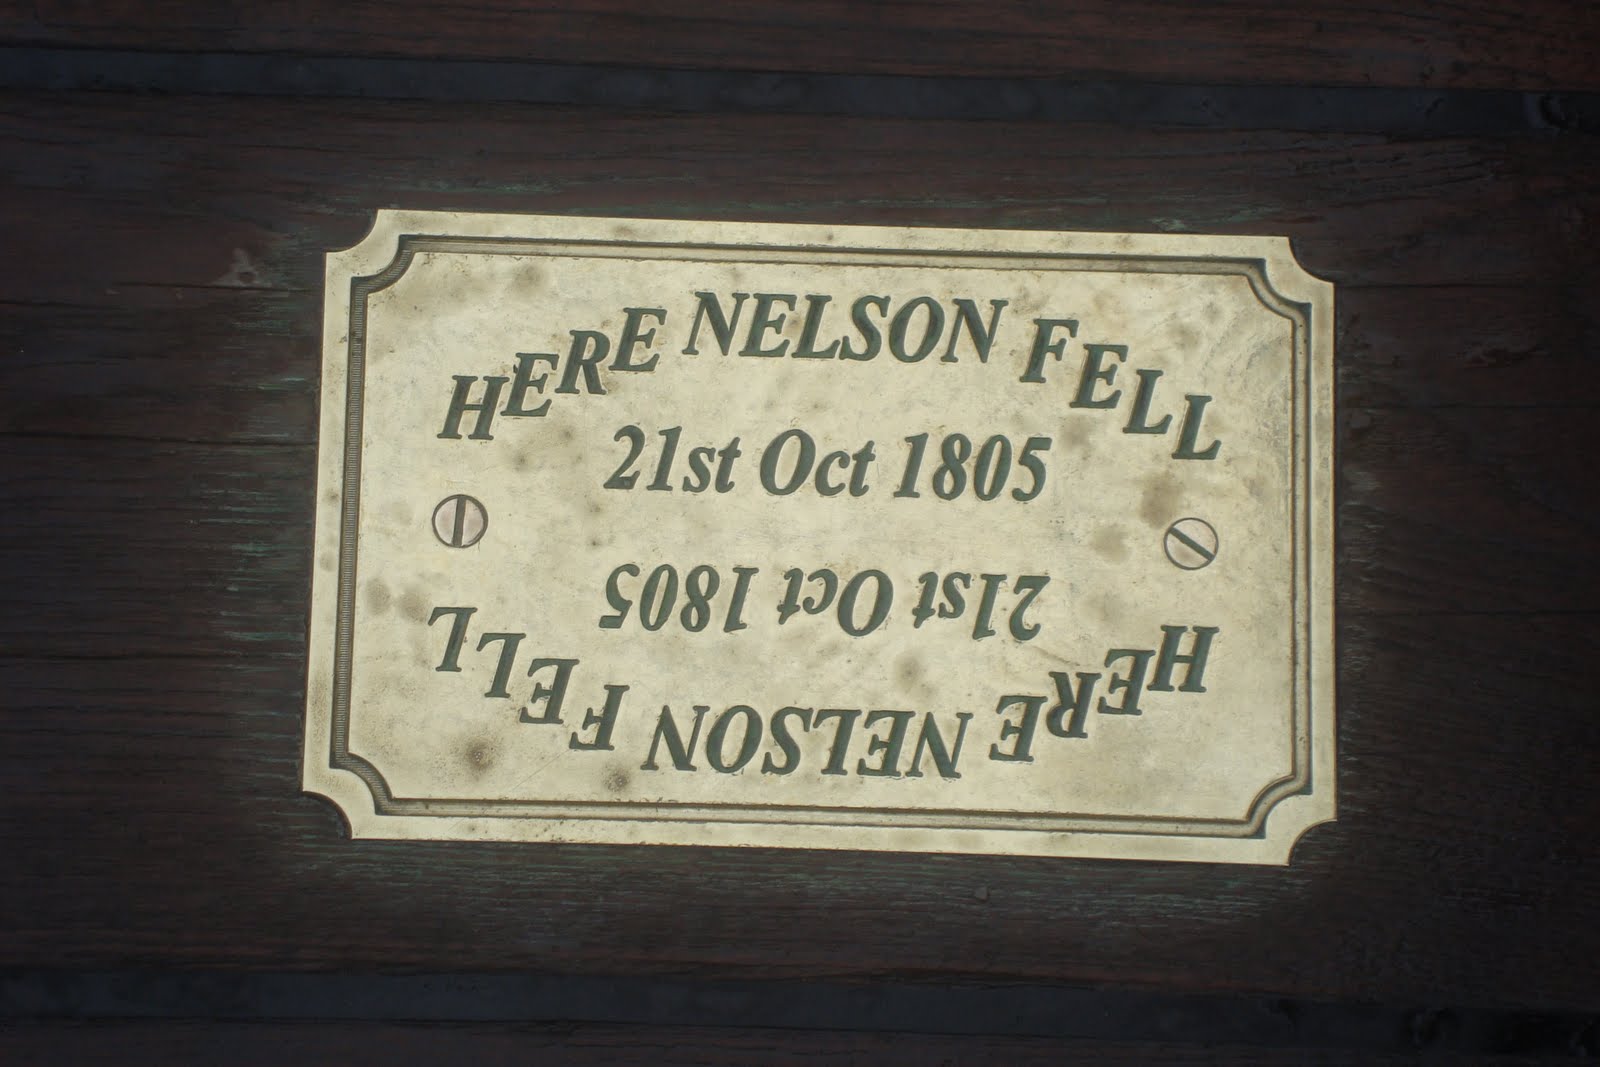 HERE NELSON FELL
21st Oct 1805
HERE NELSON FELL
21st Oct 1805